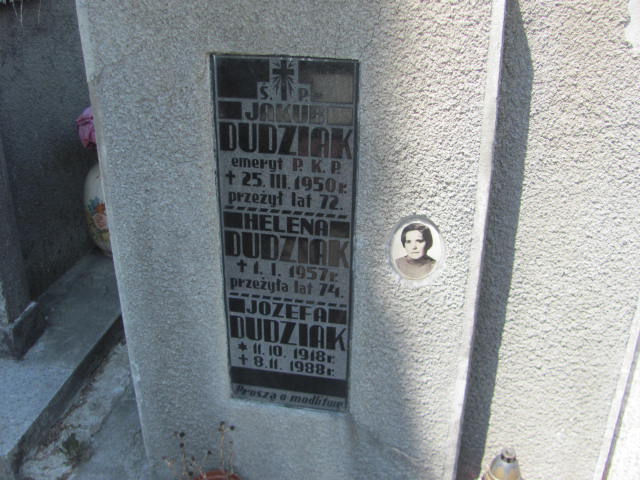 Ś P.
JAKUB
DUDZIAK
emeryt P. K. P.
+ 25. III. 1950 r.
przeżył lat 72.
HELENA
DUDZIAK
+ 1. I. 1957 r.
przeżyła lat 74.
JÓZEFA
DUDZIAK
* 11. 10. 1918 r.
+ 8. 11. 1988 r.
Proszą o modlitwę